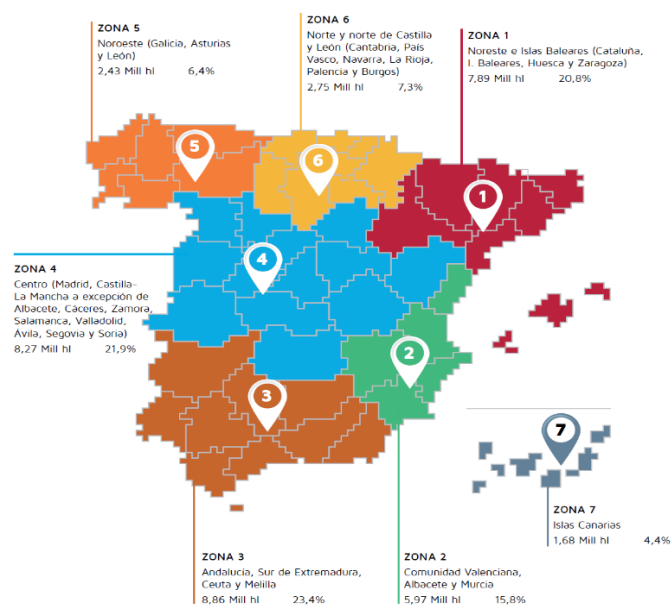 ZONA 5
Noroeste (Galicia, Asturias
y León)
2,43 Mill hl 6,4%
ZONA 6
Norte y norte de Castilla
y León (Cantabria, País
Vasco, Navarra, La Rioja,
Palencia y Burgos)
2,75 Mill hl 7,3%
ZONA 1
Noreste e Islas Baleares (Cataluña,
I. Baleares, Huesca y Zaragoza)
7,89 Mill hl 20,8%
5
6
1
ZONA 4
Centro (Madrid, Castilla-
La Mancha a excepción de
Albacete, Cáceres, Zamora,
Salamanca, Valladolid,
Ávila, Segovia y Soria)
8,27 Mill hl 21,9%
4
2
3
7
ZONA 7
Islas Canarias
1,68 Mill hl 4,4%
ZONA 3
Andalucía, Sur de Extremadura,
Ceuta y Melilla
8,86 Mill hl 23,4%
ZONA 2
Comunidad Valenciana,
Albacete y Murcia
5,97 Mill hl 15,8%